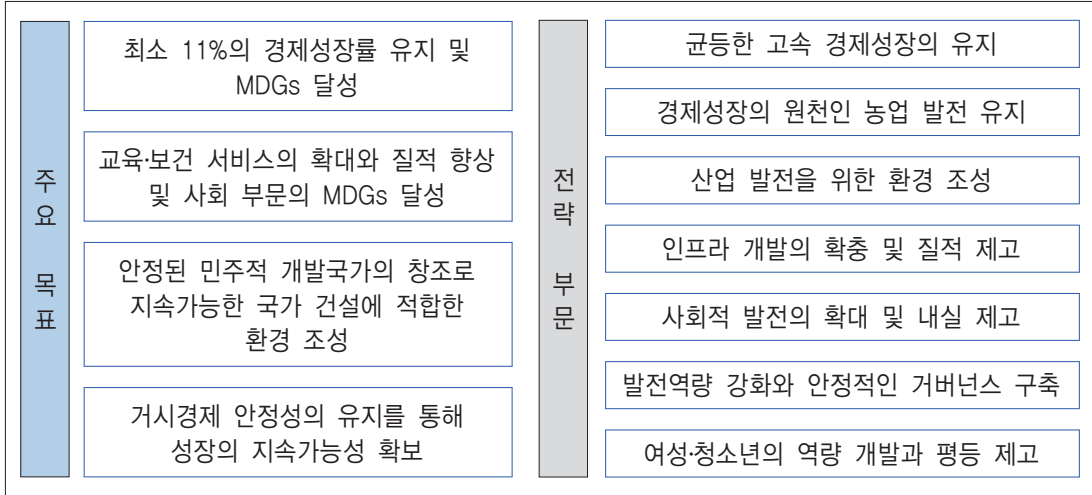 주요 목표
최소 11%의 경제성장률 유지 및
MDGs 달성
교육·보건 서비스의 확대와 질적 향상
및 사회 부문의 MDGs 달성
안정된 민주적 개발국가의 창조로
지속가능한 국가 건설에 적합한
환경 조성
거시경제 안정성의 유지를 통해
성장의 지속가능성 확보
전략 부문
균등한 고속 경제성장의 유지
경제성장의 원천인 농업 발전 유지
산업 발전을 위한 환경 조성
인프라 개발의 확충 및 질적 제고
사회적 발전의 확대 및 내실 제고
발전역량 강화와 안정적인 거버넌스 구축
여성·청소년의 역량 개발과 평등 제고